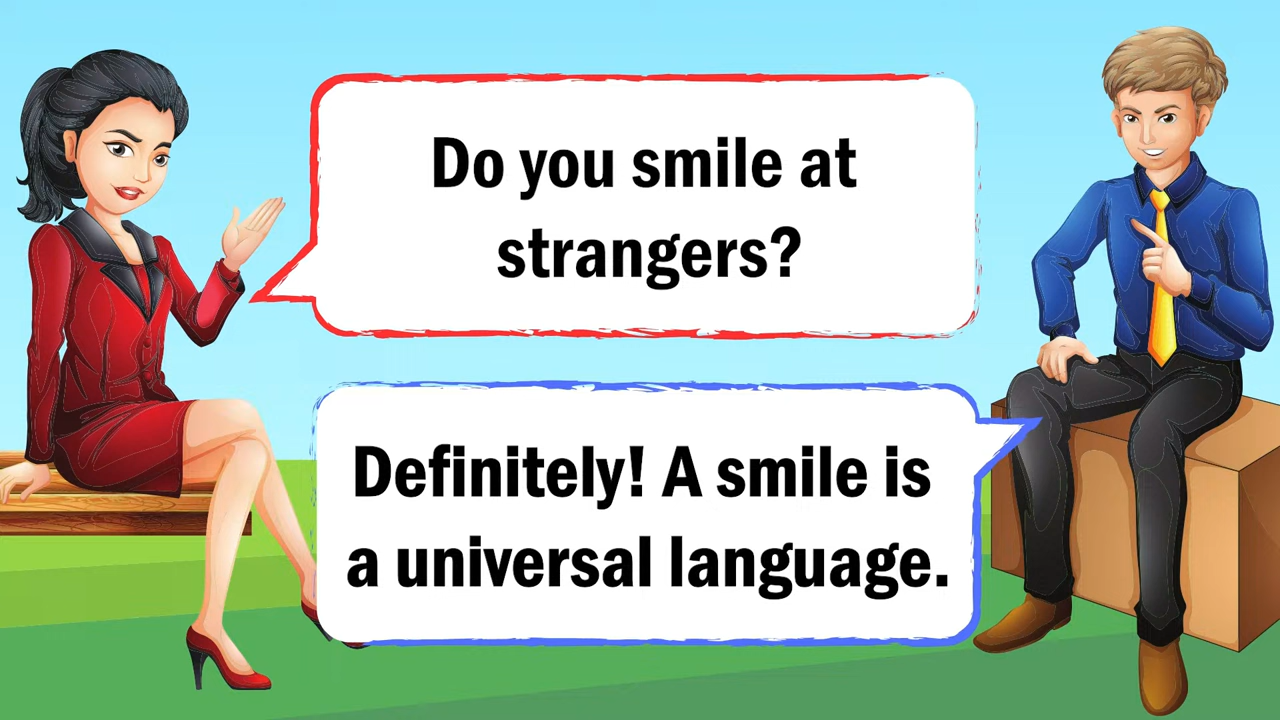 Do you smile at
strangers?
Definitely! A smile is
a universal language.